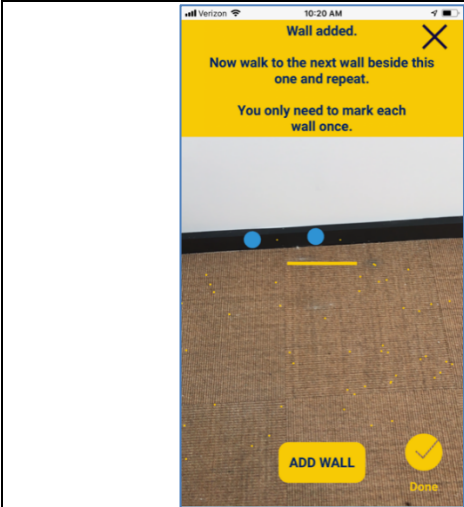 Verizon 10:20 AM
Wall added.
Now walk to the next wall beside this
one and repeat.
You only need to mark each
wall once.
ADD WALL
Done